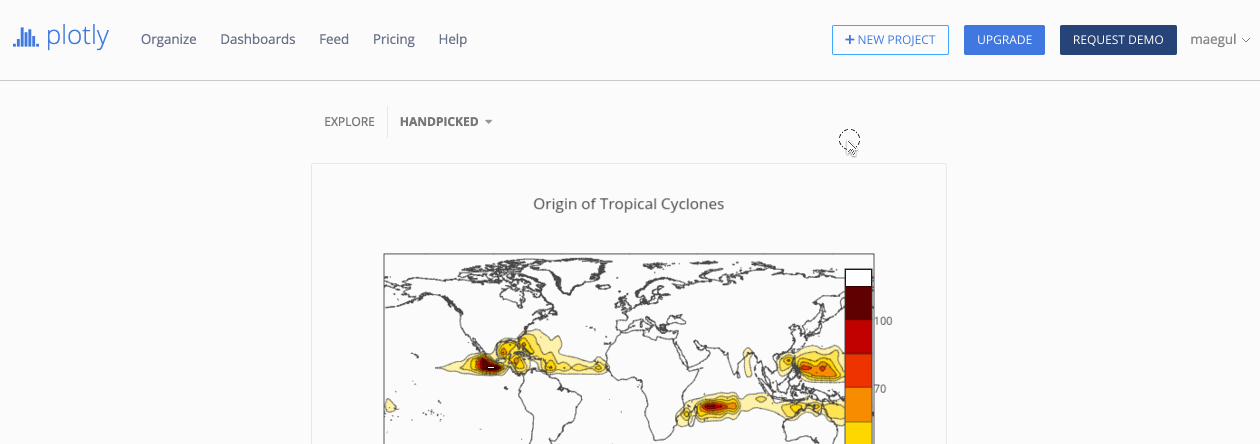 plotly Organize Dashboards Feed Pricing Help + NEW PROJECT UPGRADE REQUEST DEMO maegul
EXPLORE HANDPICKED
Origin of Tropical Cyclones
100
70